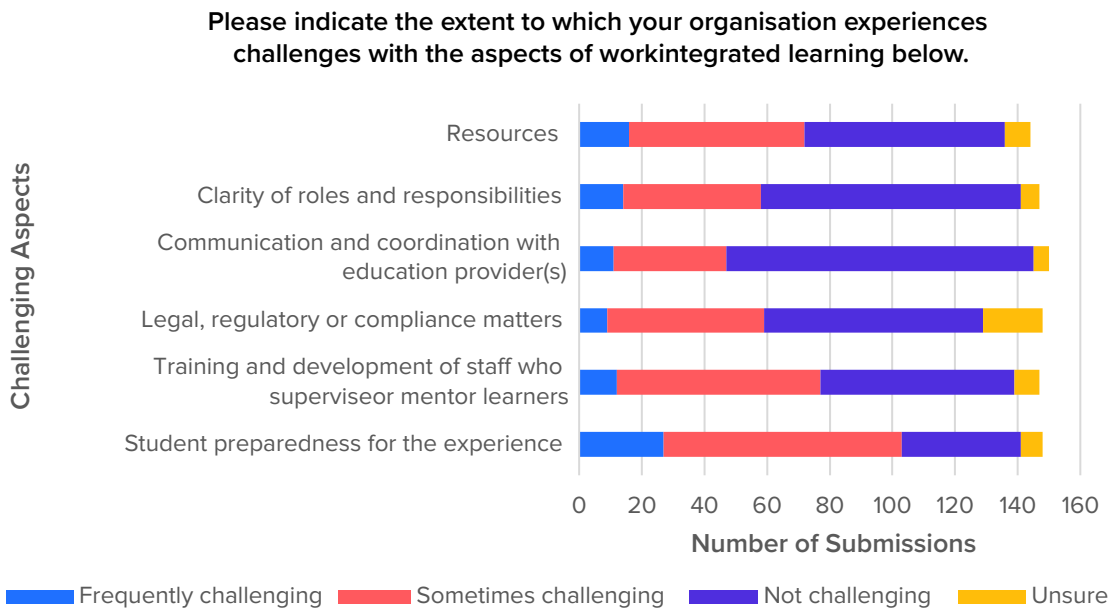 Please indicate the extent to which your organisation experiences
challenges with the aspects of workintegrated learning below.
Challenging Aspects
Resources
Clarity of roles and responsibilities
Communication and coordination with
education provider(s)
Legal, regulatory or compliance matters
Training and development of staff who
superviseor mentor learners
Student preparedness for the experience
0 20 40 60 80 100 120 140 160
Number of Submissions
Frequently challenging Sometimes challenging Not challenging Unsure